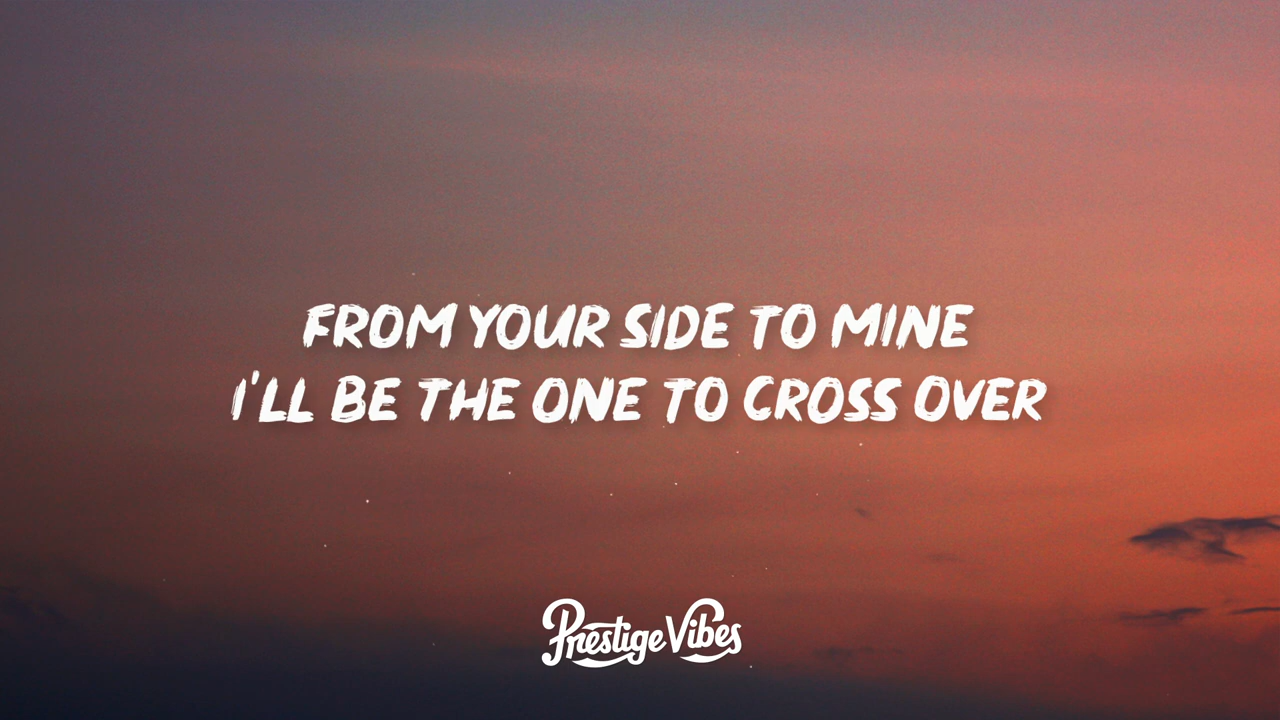 FROM YOUR SIDE TO MINE
I'LL BE THE ONE TO CROSS OVER
Prestige Vibes